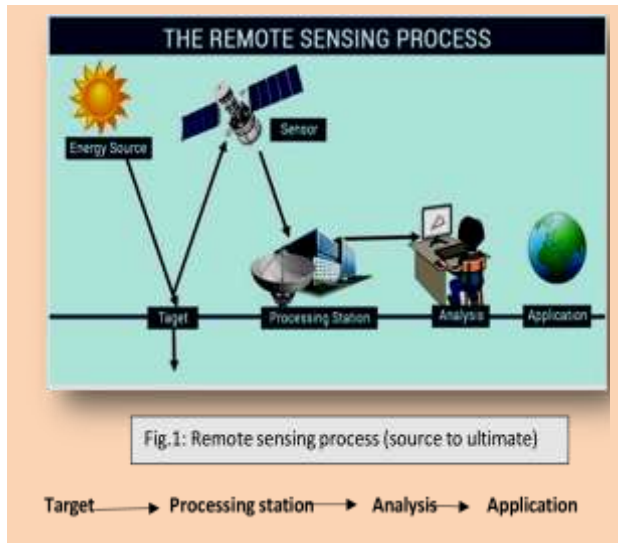 THE REMOTE SENSING PROCESS
Energy Source
Sensor
Taget
Processing Station
Analysis
Application
Fig.1: Remote sensing process (source to ultimate)
Target Processing station Analysis Application